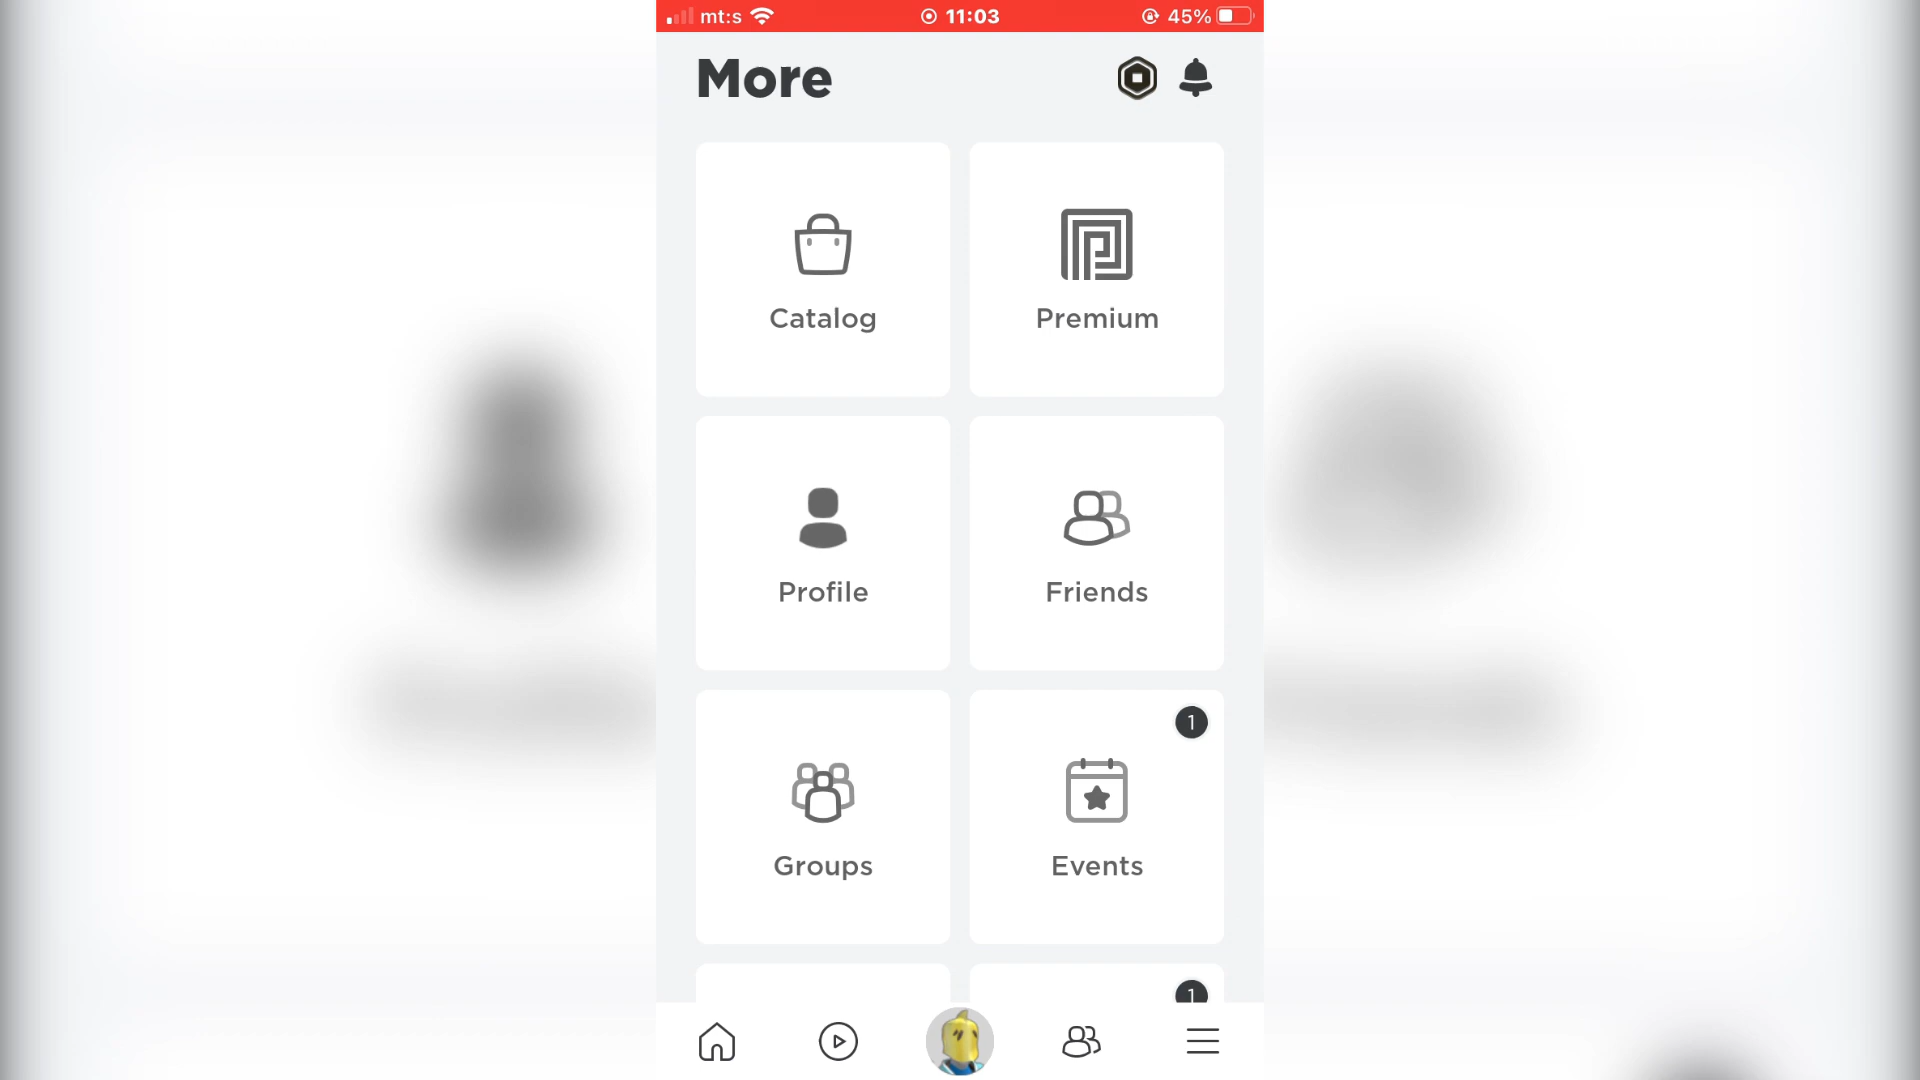 mt:s 11:03 45%
More
Catalog Premium
Profile Friends
1
Groups Events
1